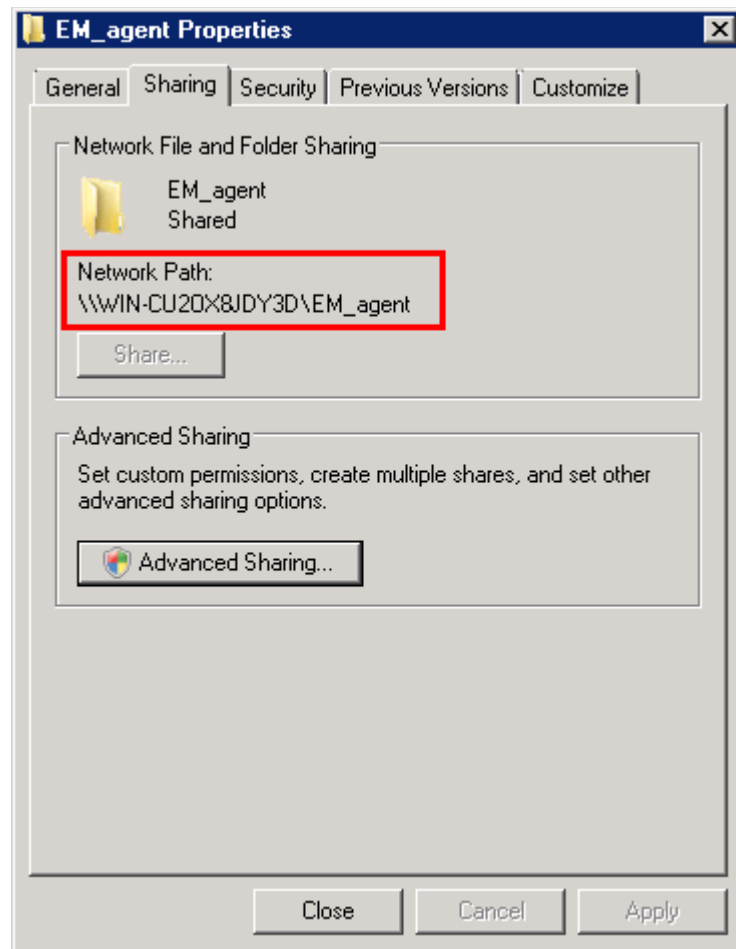 EM_agent Properties
General Sharing Security Previous Versions Customize
Network File and Folder Sharing
EM_agent
Shared
Network Path:
\\WIN-CU2OX8JDY3D\EM_agent
Share...
Advanced Sharing
Set custom permissions, create multiple shares, and set other
advanced sharing options.
Advanced Sharing...
Close Cancel Apply